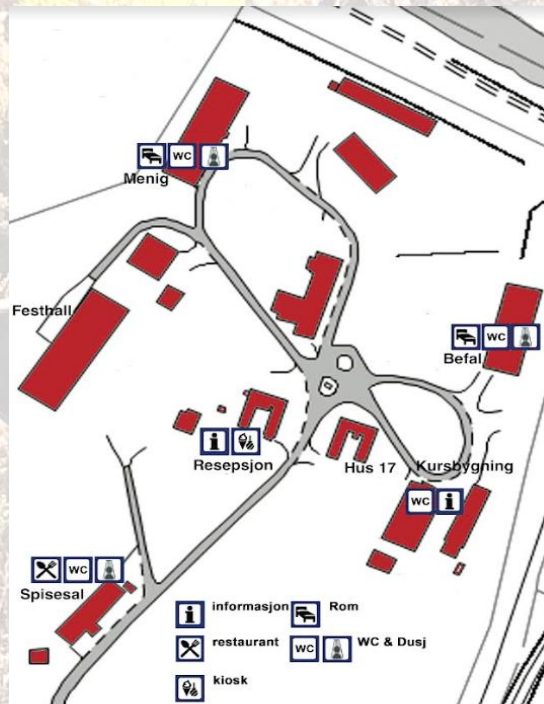 WC
Menig
Festhall
WC
Befal
Resepsjon
Hus 17
Kursbygning
WC
WC
Spisesal
informasjon
Rom
restaurant
WC
WC & Dusj
kiosk